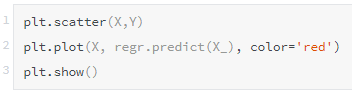 1 plt.scatter(X,Y)
2 plt.plot(X, regr.predict(X_), color='red')
3 plt.show()